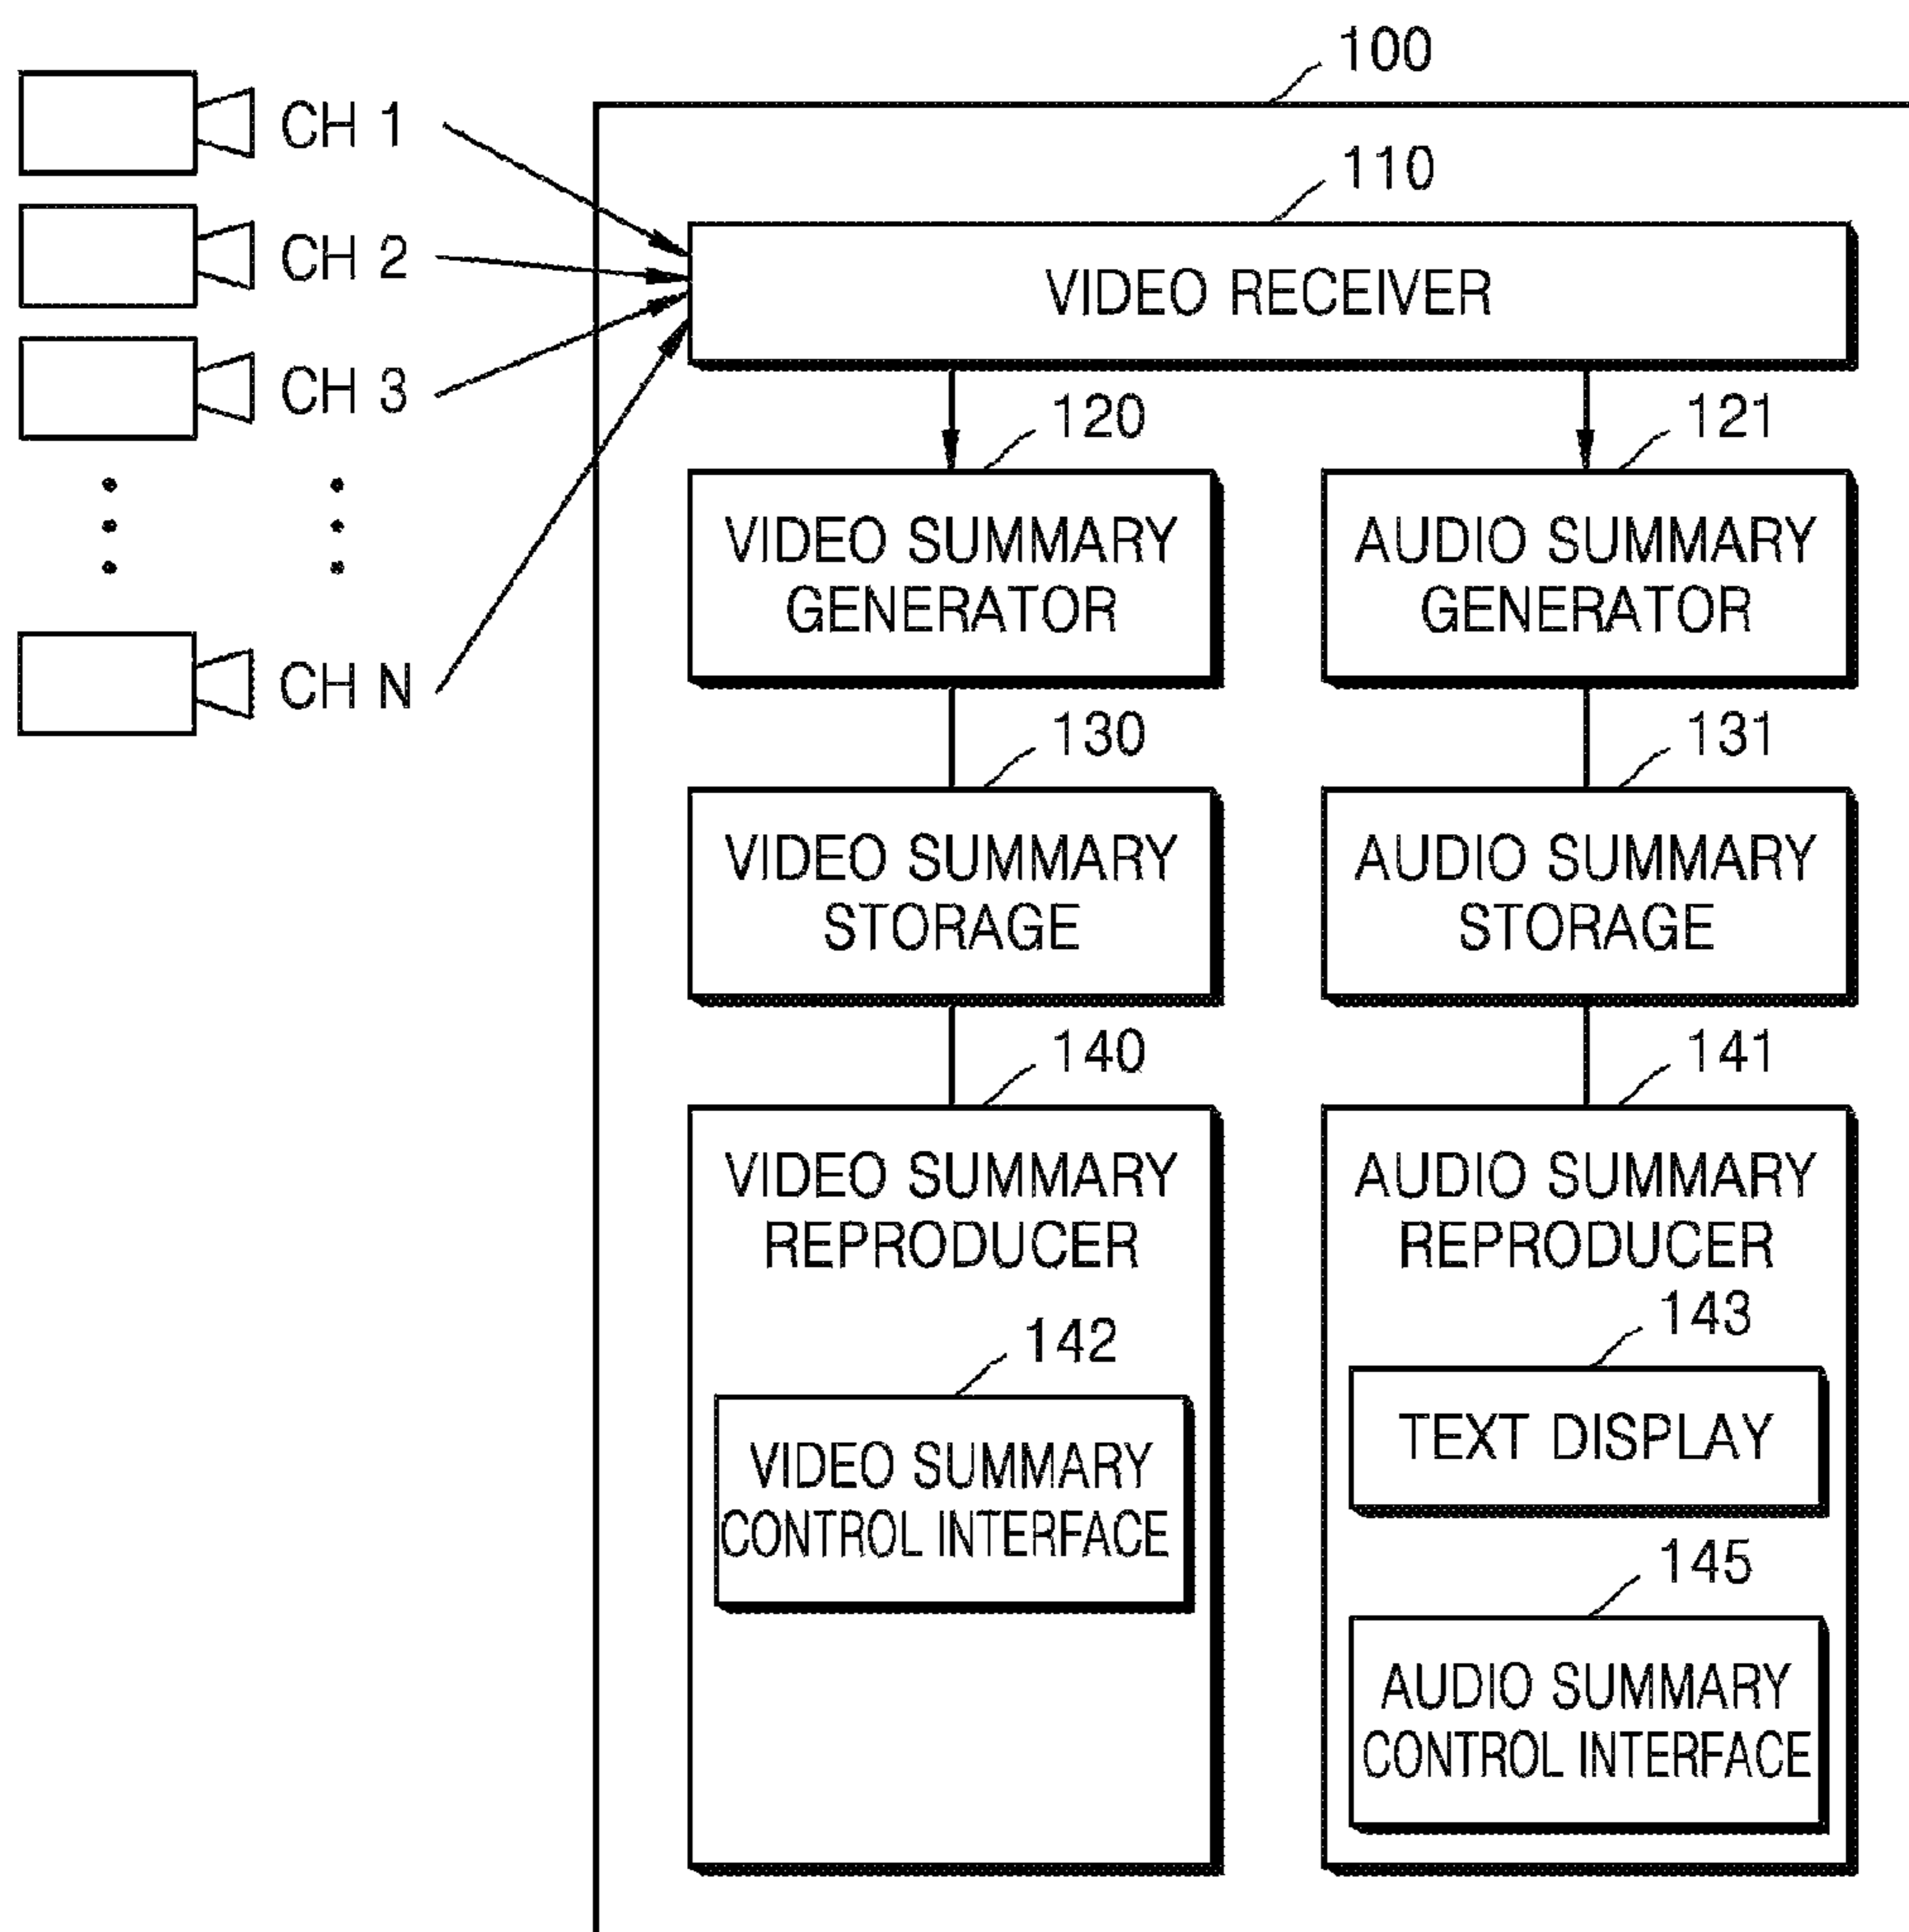 100
CH 1
110
CH 2
VIDEO RECEIVER
CH 3
120
121
VIDEO SUMMARY
GENERATOR
AUDIO SUMMARY
GENERATOR
CH N
130
131
VIDEO SUMMARY
STORAGE
AUDIO SUMMARY
STORAGE
140
141
VIDEO SUMMARY
REPRODUCER
AUDIO SUMMARY
REPRODUCER
142
143
VIDEO SUMMARY
CONTROL INTERFACE
TEXT DISPLAY
145
AUDIO SUMMARY
CONTROL INTERFACE